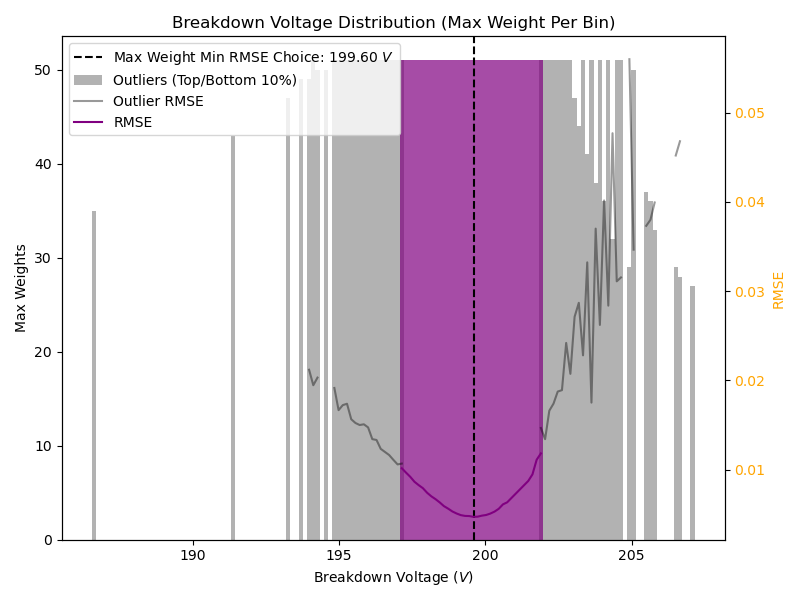 Breakdown Voltage Distribution (Max Weight Per Bin)
Max Weight Min RMSE Choice: 199.60 V
Outliers (Top/Bottom 10%)
Outlier RMSE
RMSE
50
40
30
20
10
0
Max Weights
0.05
0.04
0.03
0.02
0.01
RMSE
190
195
200
205
Breakdown Voltage (V)